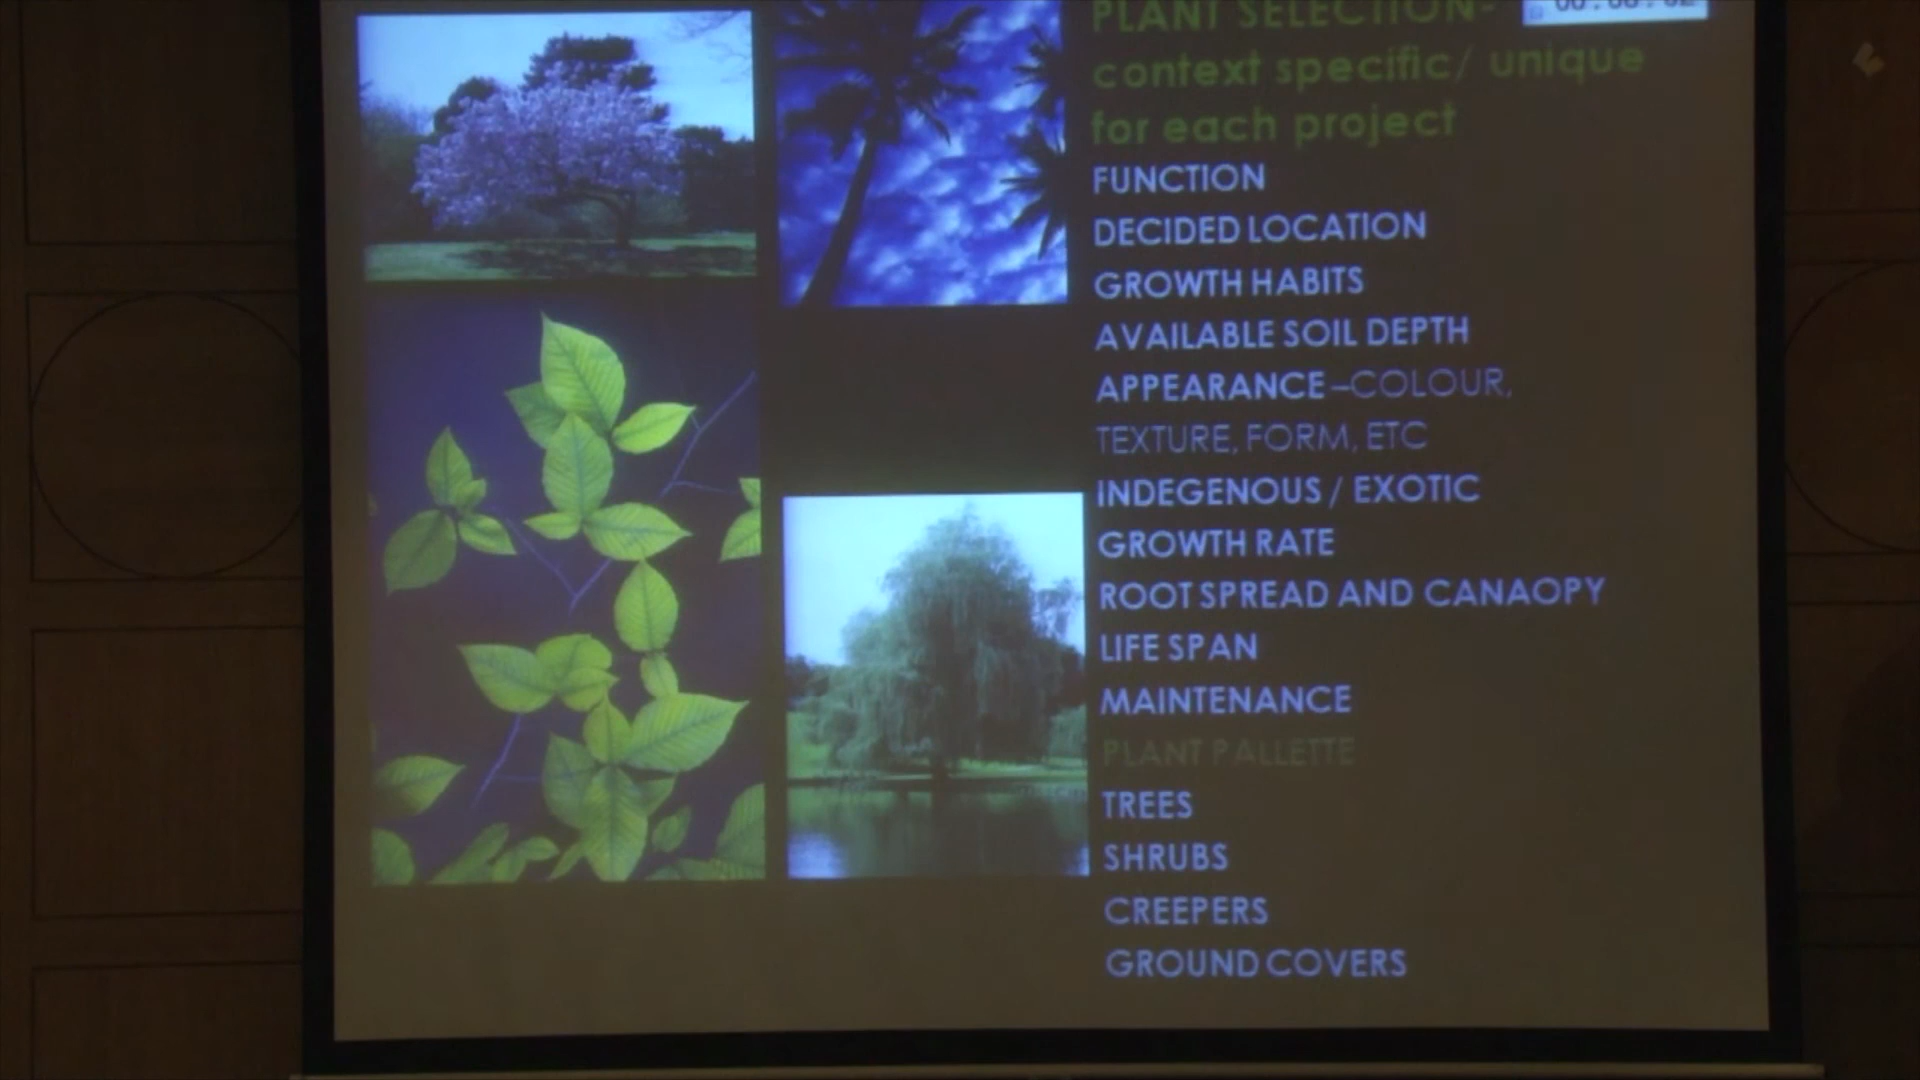 PLANT SELECTION-
context specific/ unique
for each project
FUNCTION
DECIDED LOCATION
GROWTH HABITS
AVAILABLE SOIL DEPTH
APPEARANCE–COLOUR,
TEXTURE, FORM, ETC
INDEGENOUS / EXOTIC
GROWTH RATE
ROOT SPREAD AND CANAOPY
LIFE SPAN
MAINTENANCE
PLANT PALLETTE
TREES
SHRUBS
CREEPERS
GROUND COVERS